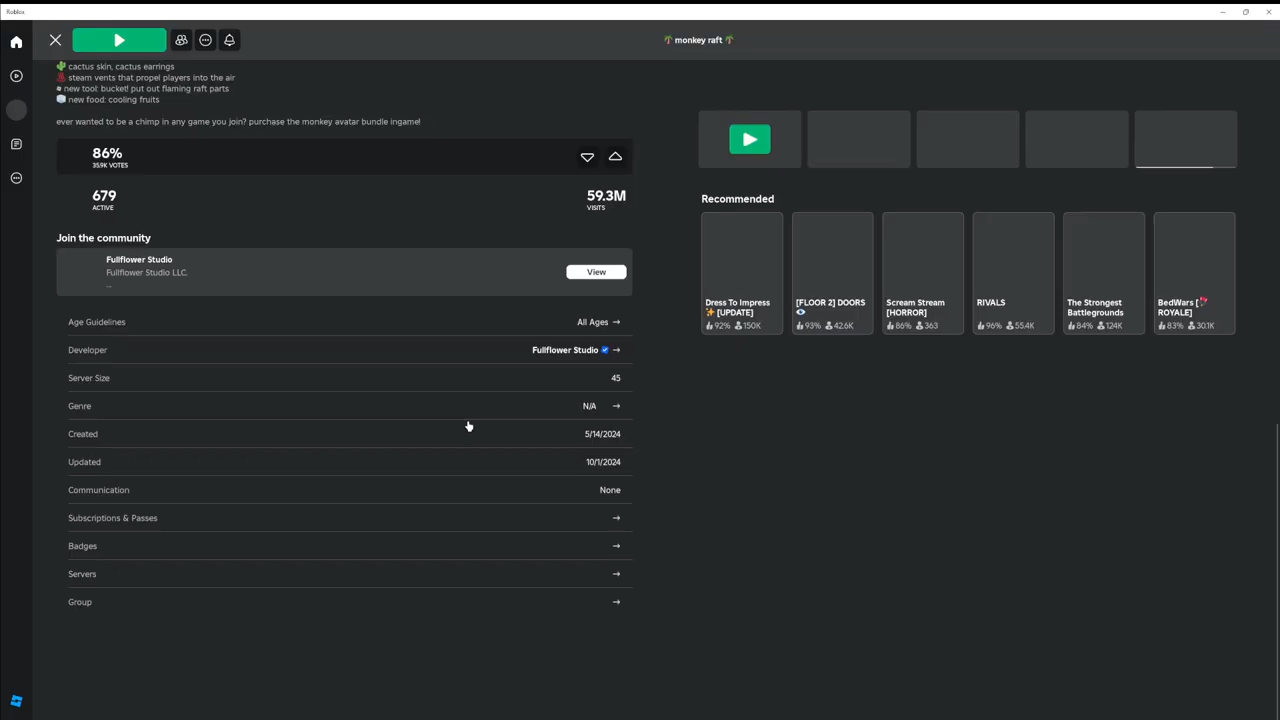 Roblox
🌴 monkey raft 🌴
🌵 cactus skin, cactus earrings
steam vents that propel players into the air
new tool: bucket! put out flaming raft parts
🧊 new food: cooling fruits
ever wanted to be a chimp in any game you join? purchase the monkey avatar bundle ingame!
86%
35.9K VOTES
679
ACTIVE
59.3M
VISITS
Join the community
Fullflower Studio
Fullflower Studio LLC.
...
View
Age Guidelines
All Ages →
Developer
Fullflower Studio
Server Size
45
Genre
N/A →
Created
5/14/2024
Updated
10/1/2024
Communication
None
Subscriptions & Passes
Badges
Servers
Group
Recommended
Dress To Impress
✨ [UPDATE]
92% 150K
[FLOOR 2] DOORS
👁️
93% 42.6K
Scream Stream
[HORROR]
86% 363
RIVALS
96% 55.4K
The Strongest
Battlegrounds
84% 124K
BedWars [🌹
ROYALE]
83% 30.1K